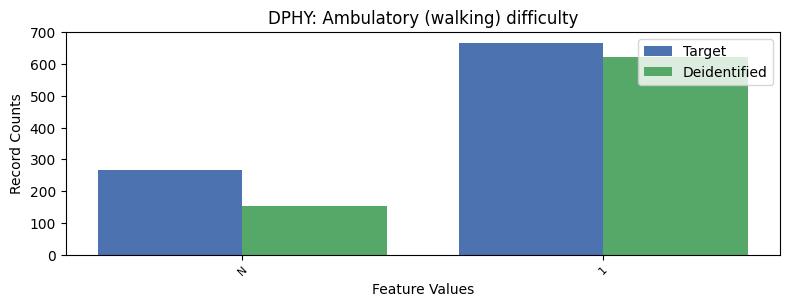 DPHY: Ambulatory (walking) difficulty
Target
Deidentified
Record Counts
700
600
500
400
300
200
100
0
N
1
Feature Values